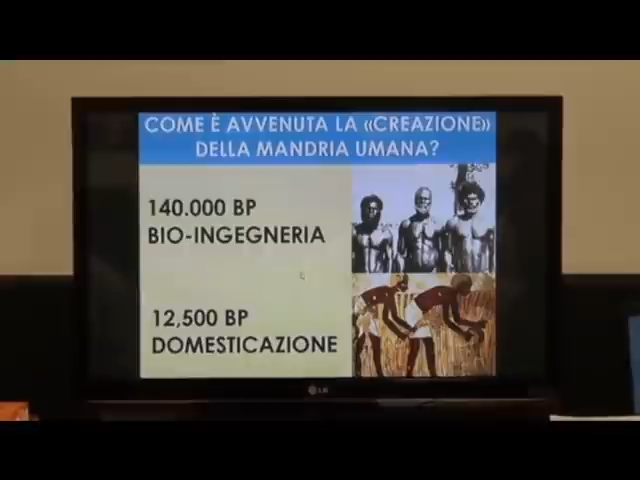 COME È AVVENUTA LA «CREAZIONE»
DELLA MANDRIA UMANA?
140.000 BP
BIO-INGEGNERIA
12,500 BP
DOMESTICAZIONE
LG